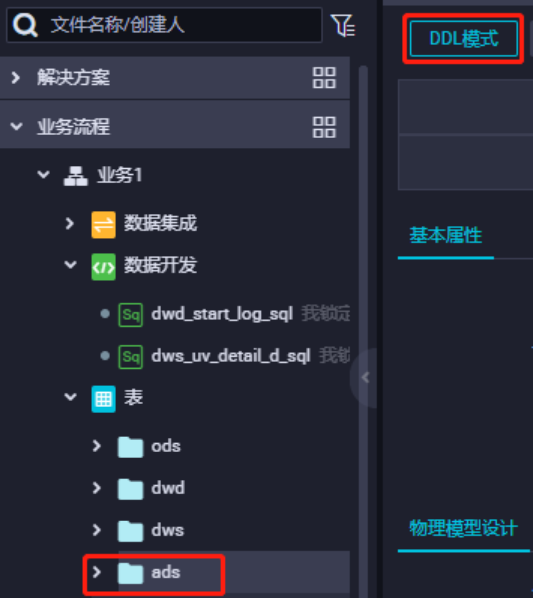 文件名称/创建人
解决方案
业务流程
业务1
数据集成
数据开发
Sq dwd_start_log_sql 我锁定
Sq dws_uv_detail_d_sql 我锁
表
ods
dwd
dws
ads
DDL模式
基本属性
物理模型设计